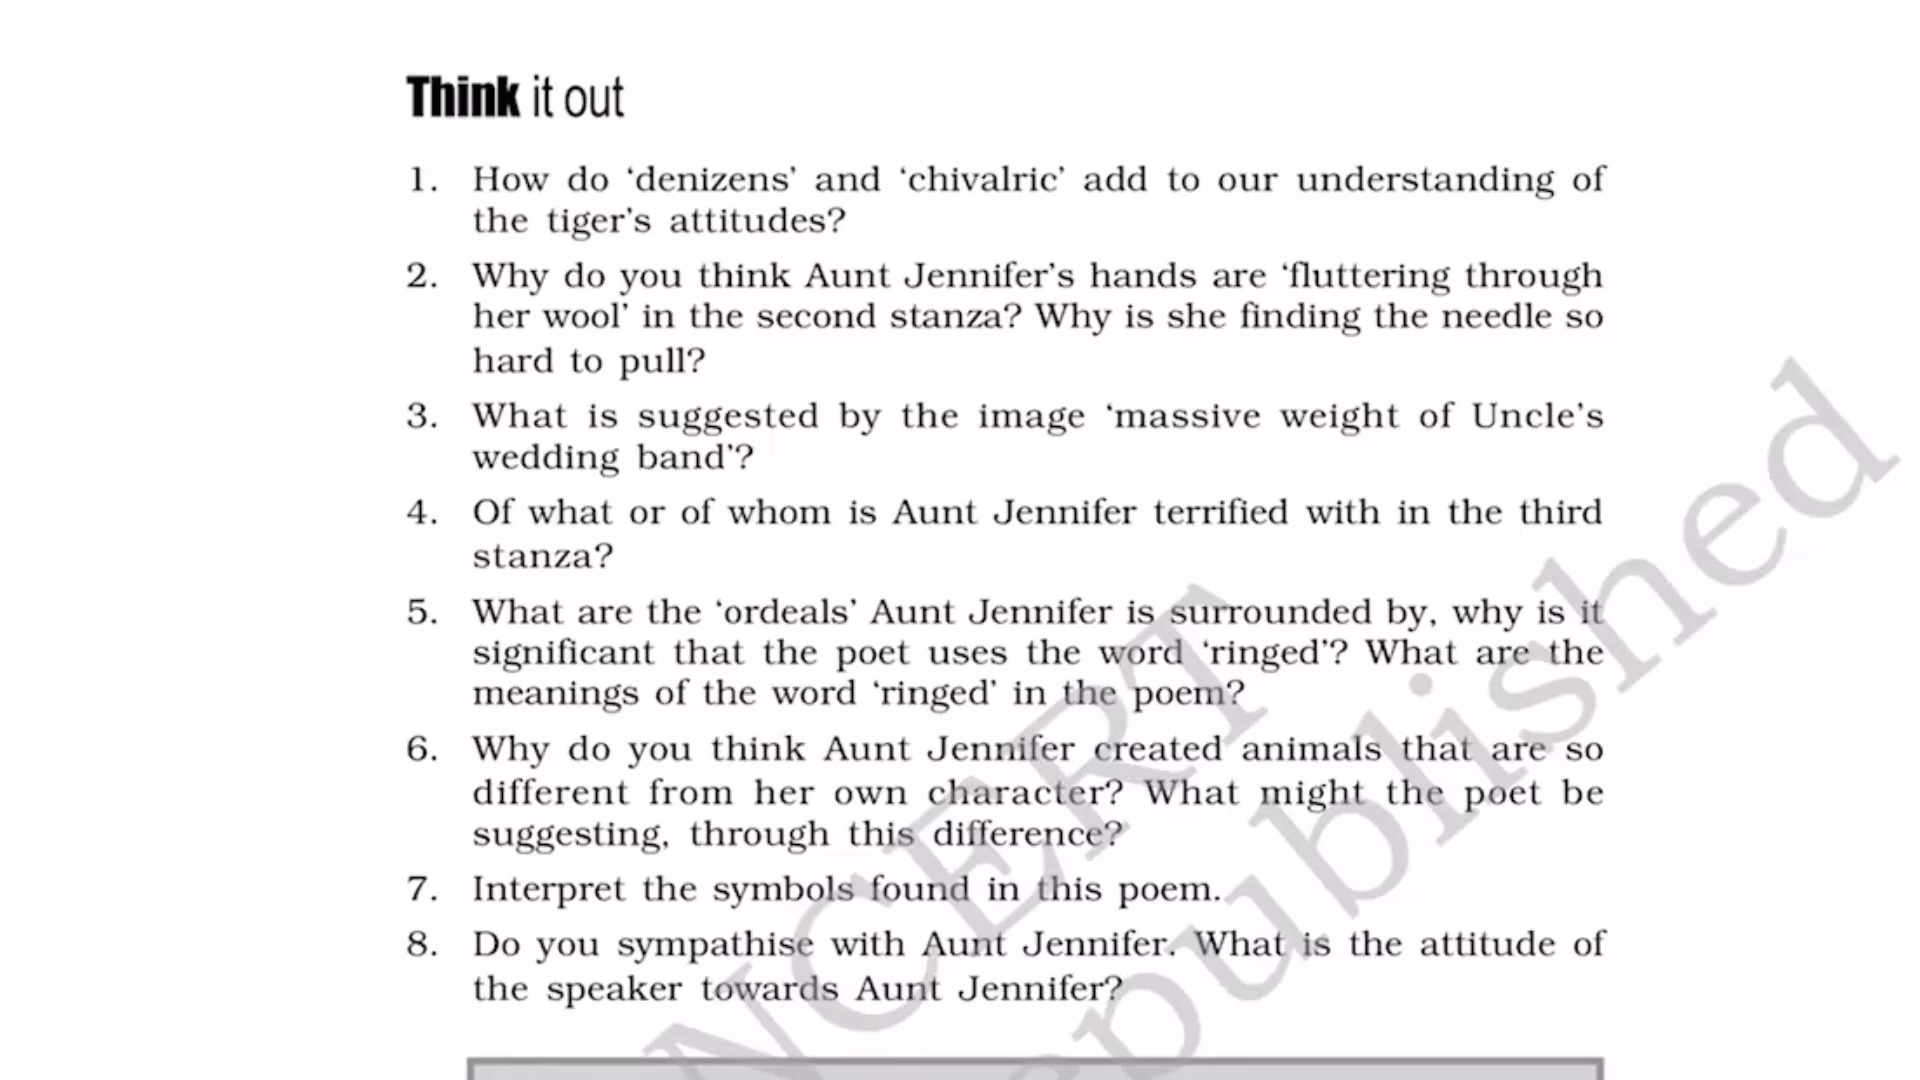 Think it out
1. How do ‘denizens’ and ‘chivalric’ add to our understanding of
the tiger’s attitudes?
2. Why do you think Aunt Jennifer’s hands are ‘fluttering through
her wool’ in the second stanza? Why is she finding the needle so
hard to pull?
3. What is suggested by the image ‘massive weight of Uncle’s
wedding band’?
4. Of what or of whom is Aunt Jennifer terrified with in the third
stanza?
5. What are the ‘ordeals’ Aunt Jennifer is surrounded by, why is it
significant that the poet uses the word ‘ringed’? What are the
meanings of the word ‘ringed’ in the poem?
6. Why do you think Aunt Jennifer created animals that are so
different from her own character? What might the poet be
suggesting, through this difference?
7. Interpret the symbols found in this poem.
8. Do you sympathise with Aunt Jennifer. What is the attitude of
the speaker towards Aunt Jennifer?
NCERT
epublished